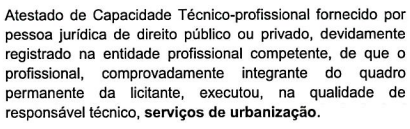 Atestado de Capacidade Técnico-profissional fornecido por
pessoa jurídica de direito público ou privado, devidamente
registrado na entidade profissional competente, de que o
profissional, comprovadamente integrante do quadro
permanente da licitante, executou, na qualidade de
responsável técnico, serviços de urbanização.